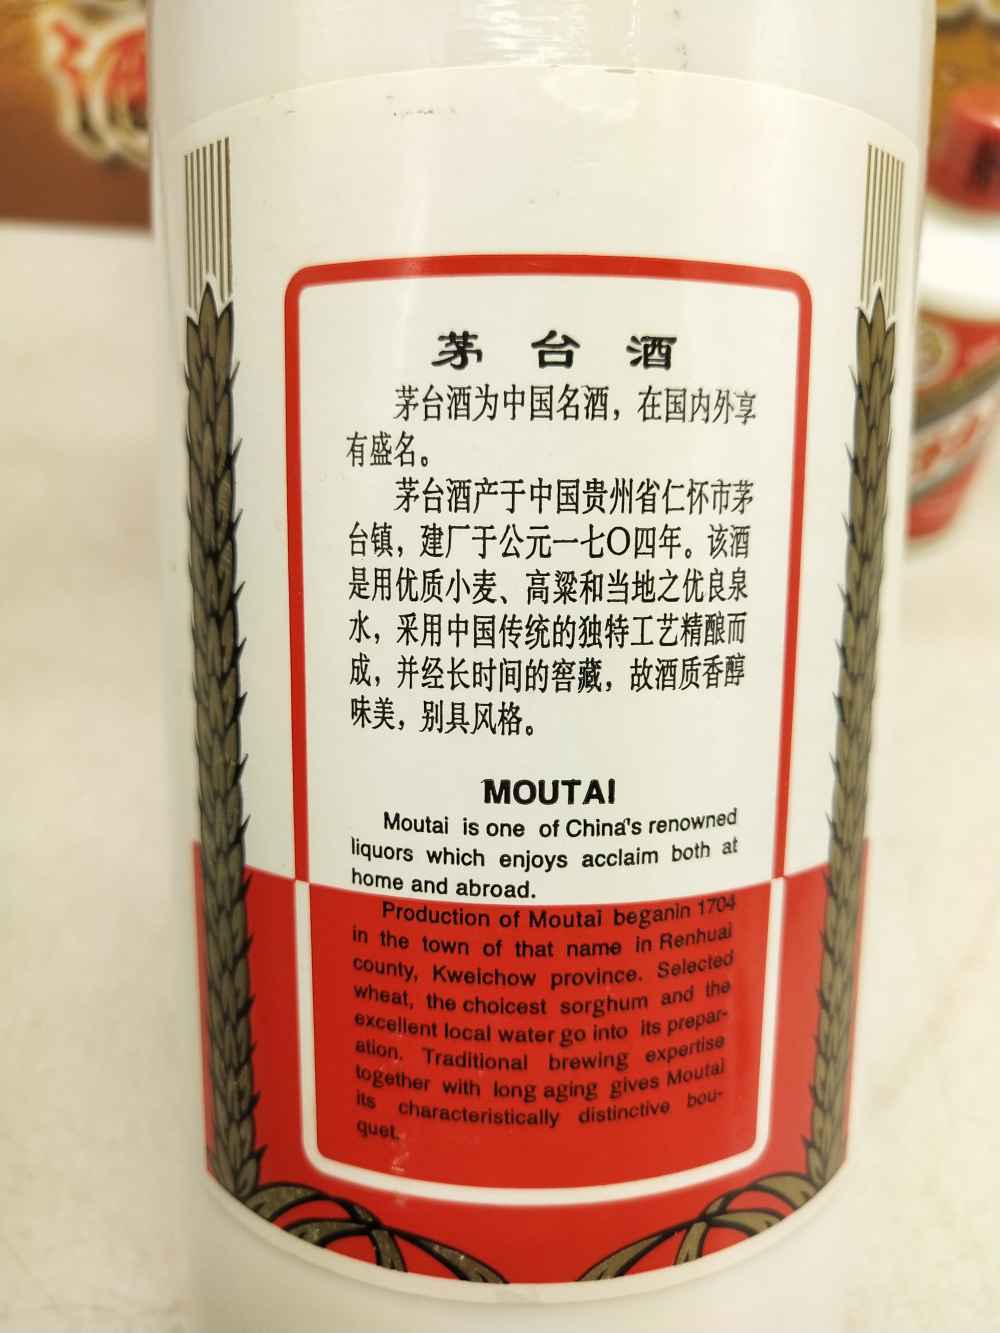 酒
茅台酒
茅台酒为中国名酒，在国内外享
有盛名。
茅台酒产于中国贵州省仁怀市茅
台镇，建厂于公元一七〇四年。该酒
是用优质小麦、高粱和当地之优良泉
水，采用中国传统的独特工艺精酿而
成，并经长时间的窖藏，故酒质香醇
味美，别具风格。
MOUTAI
Moutai is one of China's renowned
liquors which enjoys acclaim both at
home and abroad.
Production of Moutai beganin 1704
in the town of that name in Renhuai
county, Kweichow province. Selected
wheat, the choicest sorghum and the
excellent local water go into its prepar-
ation. Traditional brewing expertise
together with long aging gives Moutai
its characteristically distinctive bou-
quet.